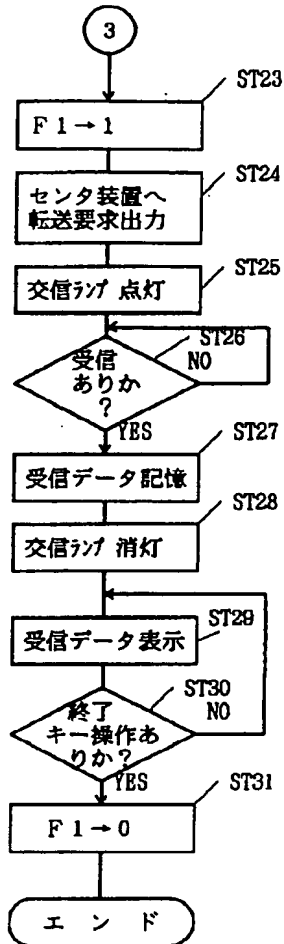 3
ST23
F1→1
ST24
センタ装置へ
転送要求出力
ST25
交信ﾗﾝﾌﾟ 点灯
ST26
受信
ありか
?
NO
YES
ST27
受信データ記憶
ST28
交信ﾗﾝﾌﾟ 消灯
ST29
受信データ表示
ST30
終了
キー操作あ
りか?
NO
YES
ST31
F1→0
エンド